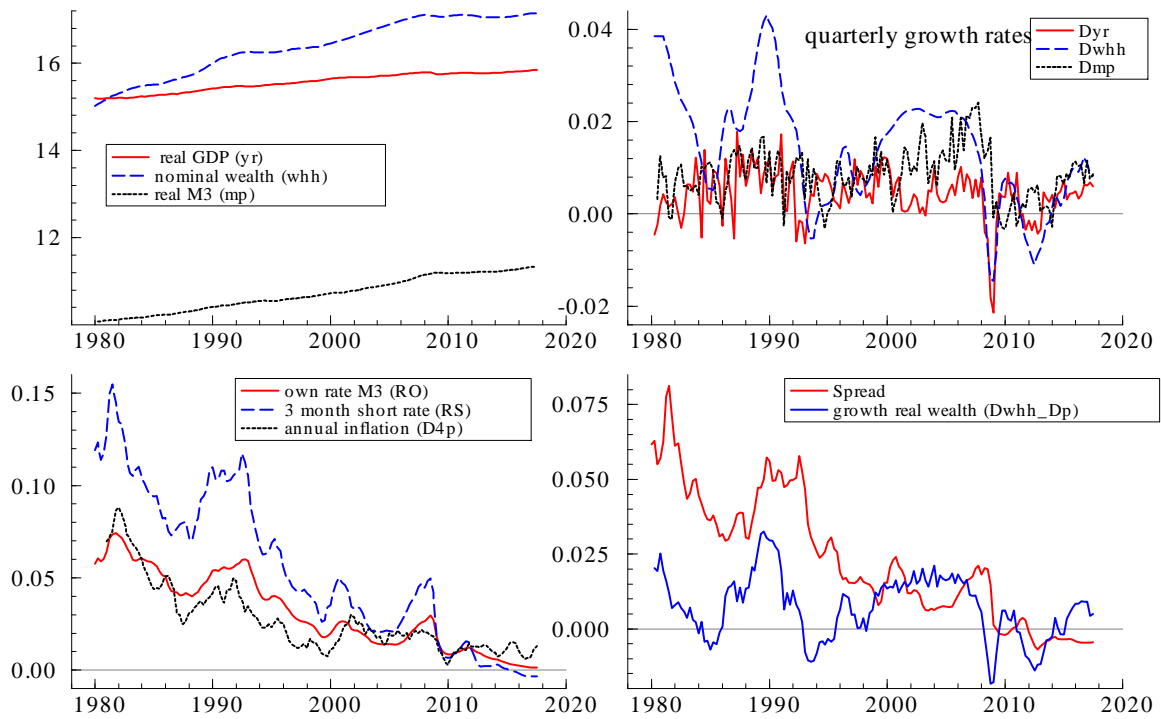 16
14
12
real GDP (yr)
nominal wealth (whh)
real M3 (mp)
1980 1990 2000 2010 2020
0.04
0.02
0.00
-0.02
quarterly growth rates
Dyr
Dwhh
Dmp
1980 1990 2000 2010 2020
0.15
0.10
0.05
0.00
own rate M3 (RO)
3 month short rate (RS)
annual inflation (D4p)
1980 1990 2000 2010 2020
0.075
0.050
0.025
0.000
Spread
growth real wealth (Dwhh_Dp)
1980 1990 2000 2010 2020